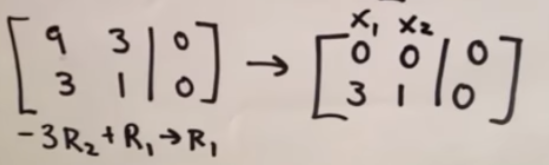 x₁ x₂
[ 9 3 | 0 ] → [ 0 0 | 0 ]
[ 3 1 | 0 ] [ 3 1 | 0 ]
-3R₂ + R₁ → R₁